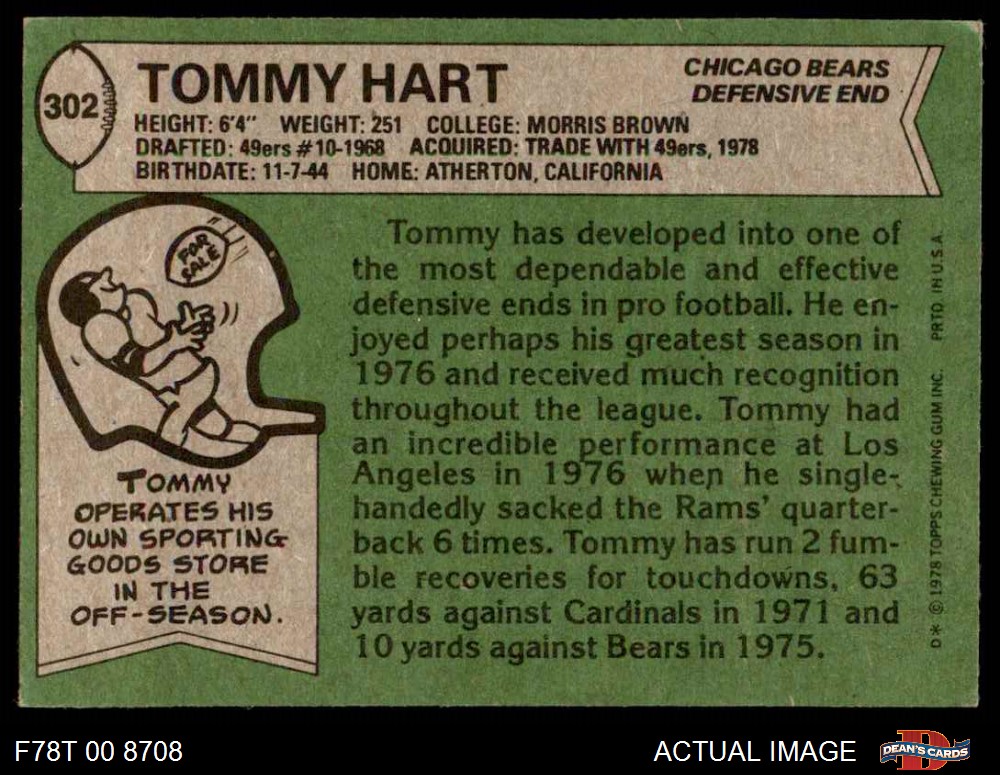 302
TOMMY HART
CHICAGO BEARS
DEFENSIVE END
HEIGHT: 6'4" WEIGHT: 251 COLLEGE: MORRIS BROWN
DRAFTED: 49ers #10-1968 ACQUIRED: TRADE WITH 49ers, 1978
BIRTHDATE: 11-7-44 HOME: ATHERTON, CALIFORNIA
FOR
SALE
TOMMY
OPERATES HIS
OWN SPORTING
GOODS STORE
IN THE
OFF-SEASON.
Tommy has developed into one of
the most dependable and effective
defensive ends in pro football. He en-
joyed perhaps his greatest season in
1976 and received much recognition
throughout the league. Tommy had
an incredible performance at Los
Angeles in 1976 when he single-
handedly sacked the Rams' quarter-
back 6 times. Tommy has run 2 fum-
ble recoveries for touchdowns, 63
yards against Cardinals in 1971 and
10 yards against Bears in 1975.
D* © 1978 TOPPS CHEWING GUM INC. PRTD. IN U.S.A.
F78T 00 8708
ACTUAL IMAGE
D
DEAN'S CARDS